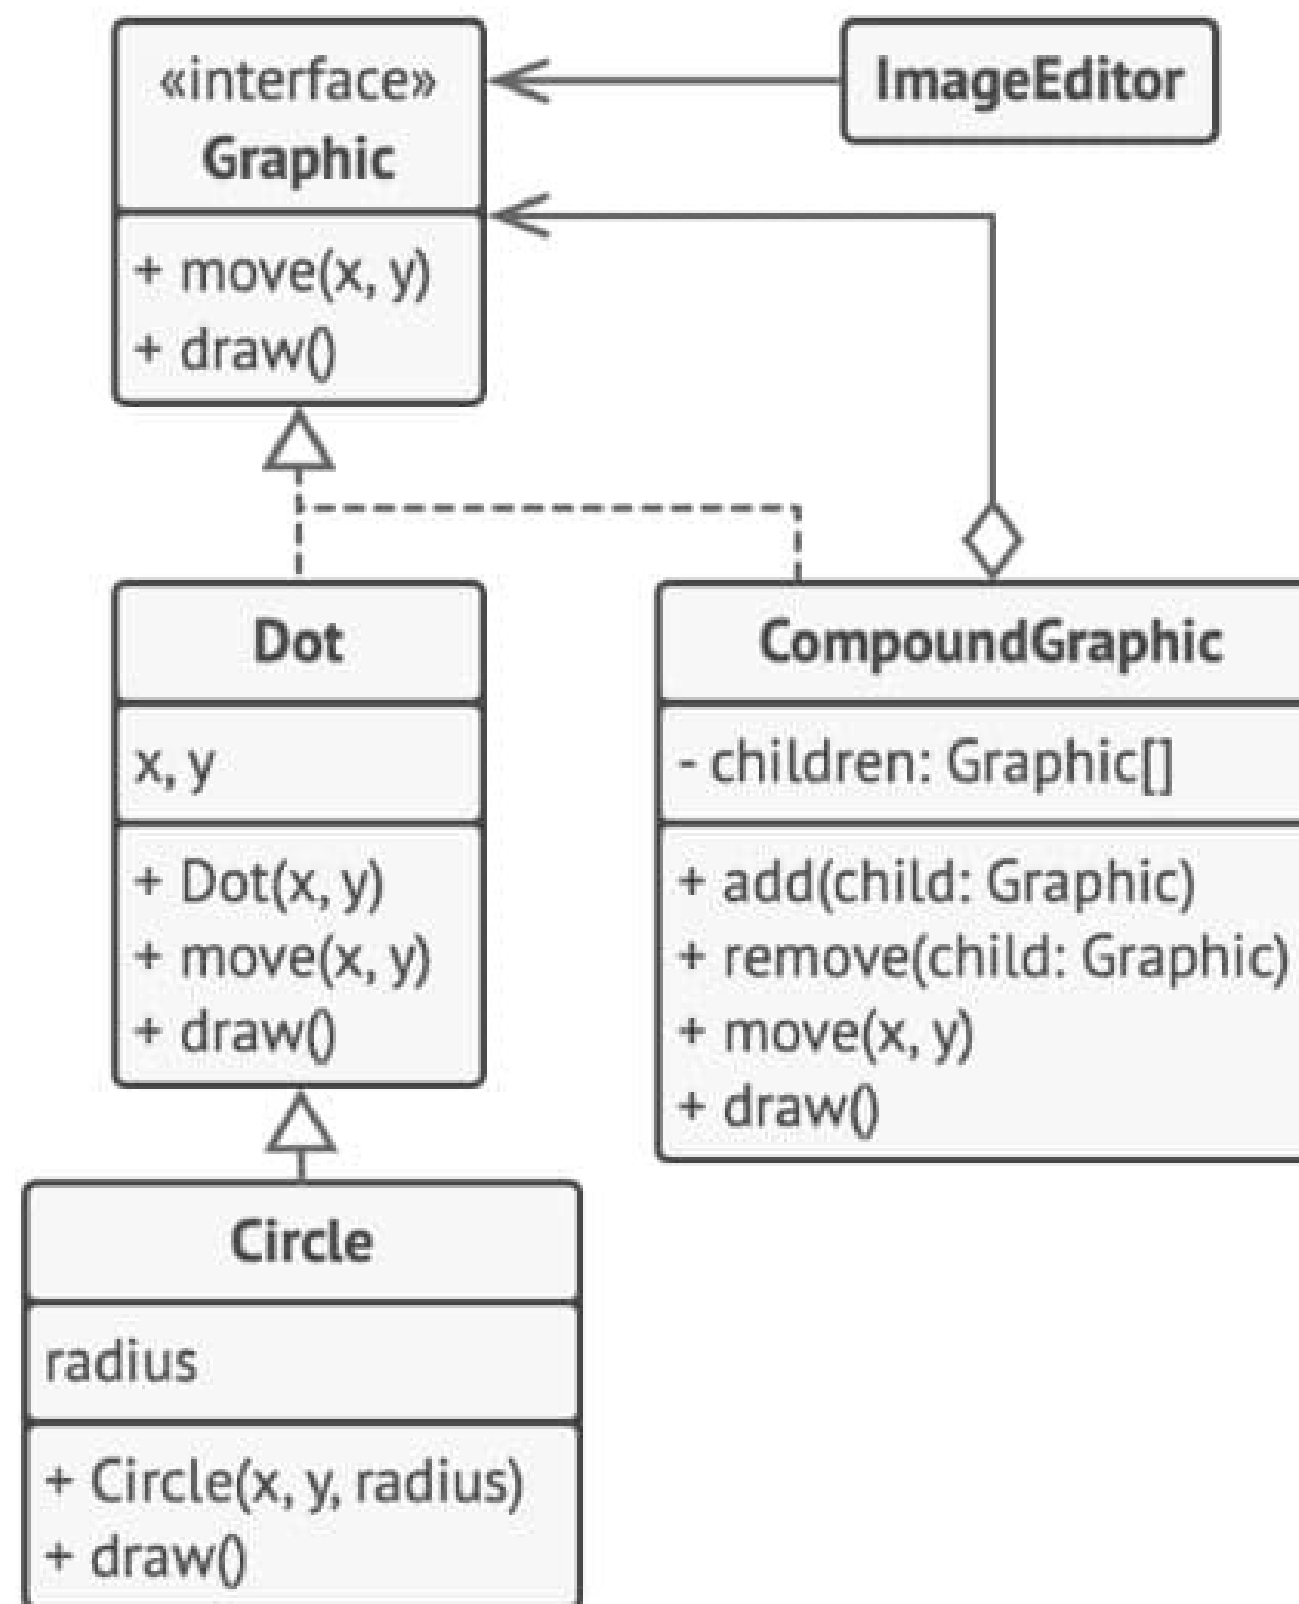 «interface»
Graphic
+ move(x, y)
+ draw()
ImageEditor
Dot
x, y
+ Dot(x, y)
+ move(x, y)
+ draw()
CompoundGraphic
- children: Graphic[]
+ add(child: Graphic)
+ remove(child: Graphic)
+ move(x, y)
+ draw()
Circle
radius
+ Circle(x, y, radius)
+ draw()